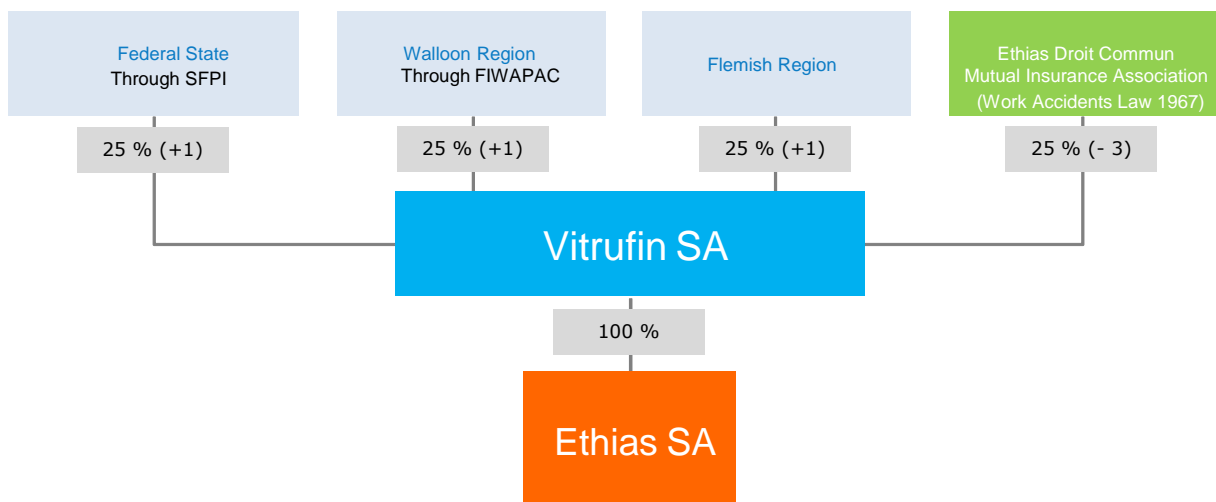 Federal State
Through SFPI
Walloon Region
Through FIWAPAC
Flemish Region
Ethias Droit Commun
Mutual Insurance Association
(Work Accidents Law 1967)
25 % (+1)
25 % (+1)
25 % (+1)
25 % (- 3)
Vitrufin SA
100 %
Ethias SA